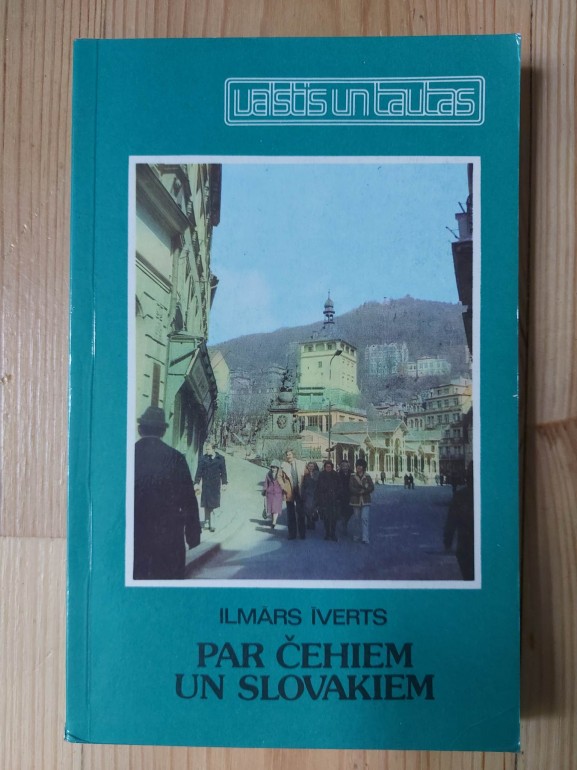 valstis un tautas
ILMĀRS ĪVERTS
PAR ČEHIEM
UN SLOVAKIEM